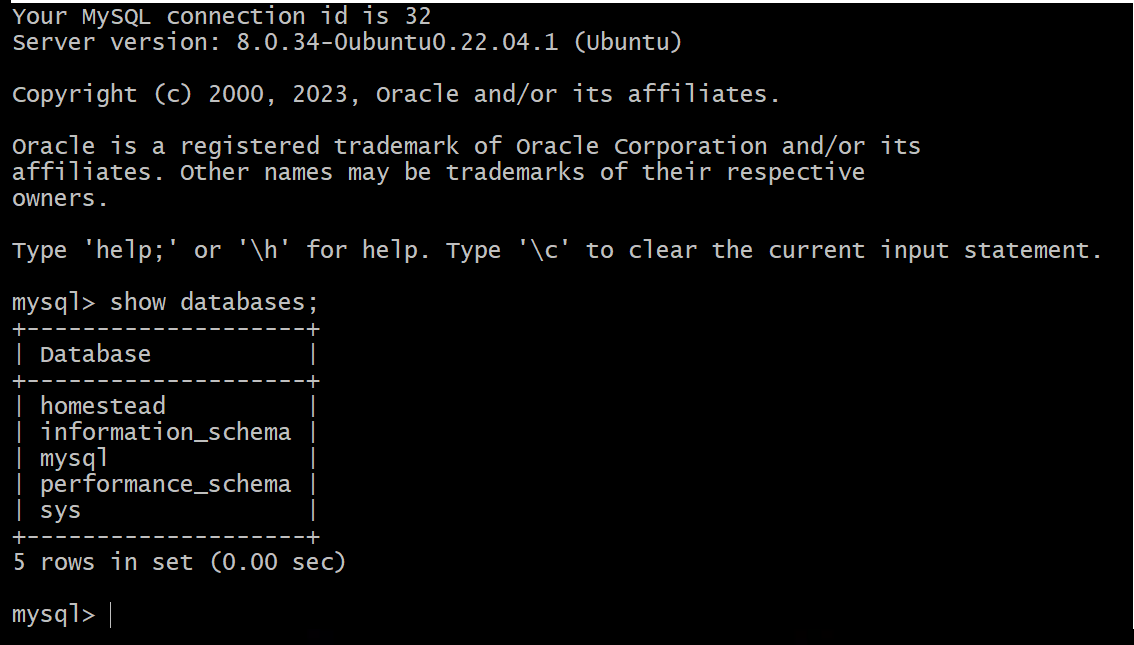 Your MySQL connection id is 32
Server version: 8.0.34-0ubuntu0.22.04.1 (Ubuntu)
Copyright (c) 2000, 2023, Oracle and/or its affiliates.
Oracle is a registered trademark of Oracle Corporation and/or its
affiliates. Other names may be trademarks of their respective
owners.
Type 'help;' or '\h' for help. Type '\c' to clear the current input statement.
mysql> show databases;
+--------------------+
| Database           |
+--------------------+
| homestead          |
| information_schema |
| mysql              |
| performance_schema |
| sys                |
+--------------------+
5 rows in set (0.00 sec)
mysql>